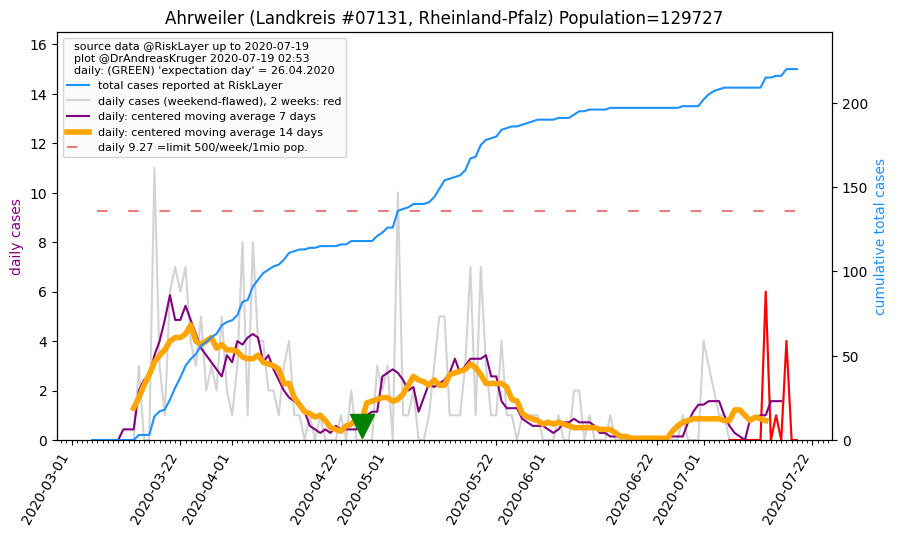 Ahrweiler (Landkreis #07131, Rheinland-Pfalz) Population=129727
source data @RiskLayer up to 2020-07-19
plot @DrAndreasKruger 2020-07-19 02:53
daily: (GREEN) 'expectation day' = 26.04.2020
total cases reported at RiskLayer
daily cases (weekend-flawed), 2 weeks: red
daily: centered moving average 7 days
daily: centered moving average 14 days
daily 9.27 =limit 500/week/1mio pop.
daily cases
16
14
12
10
8
6
4
2
0
200
150
100
50
0
cumulative total cases
2020-03-01
2020-03-22
2020-04-01
2020-04-22
2020-05-01
2020-05-22
2020-06-01
2020-06-22
2020-07-01
2020-07-22